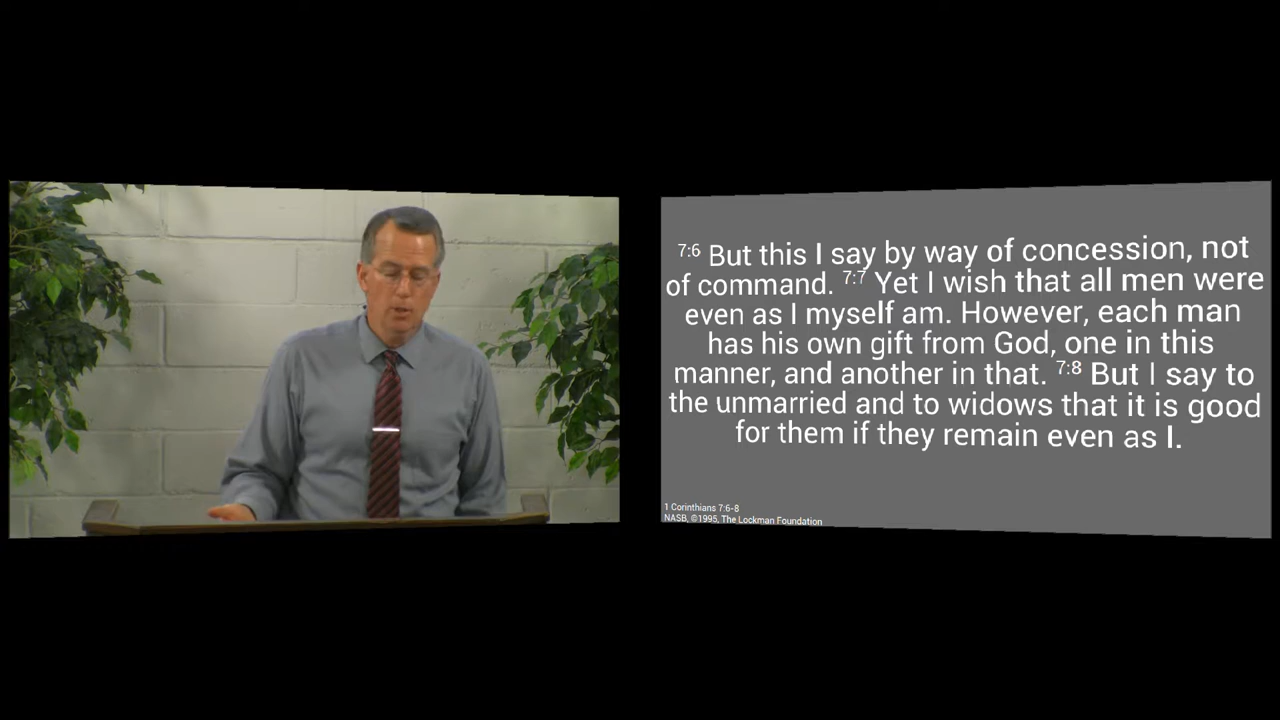 7:6 But this I say by way of concession, not
of command. 7:7 Yet I wish that all men were
even as I myself am. However, each man
has his own gift from God, one in this
manner, and another in that. 7:8 But I say to
the unmarried and to widows that it is good
for them if they remain even as I.
1 Corinthians 7:6-8
NASB, ©1995, The Lockman Foundation